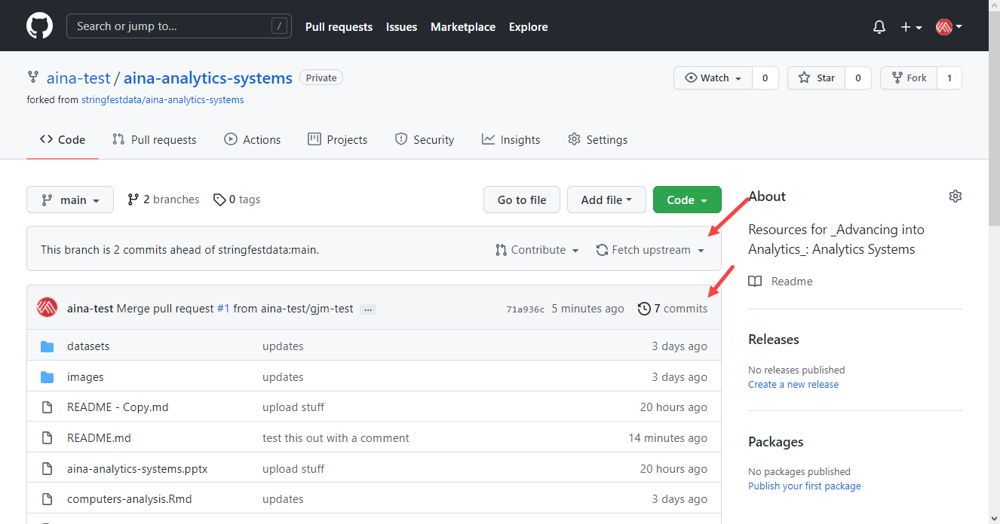 Search or jump to... / Pull requests Issues Marketplace Explore
aina-test / aina-analytics-systems Private Watch 0 Star 0 Fork 1
forked from stringfestdata/aina-analytics-systems
Code Pull requests Actions Projects Security Insights Settings
main 2 branches 0 tags Go to file Add file Code
This branch is 2 commits ahead of stringfestdata:main. Contribute Fetch upstream
aina-test Merge pull request #1 from aina-test/gjm-test ... 71a936c 5 minutes ago 7 commits
datasets updates 3 days ago
images updates 3 days ago
README - Copy.md upload stuff 20 hours ago
README.md test this out with a comment 14 minutes ago
aina-analytics-systems.pptx upload stuff 20 hours ago
computers-analysis.Rmd updates 3 days ago
About
Resources for _Advancing into
Analytics_: Analytics Systems
Readme
Releases
No releases published
Create a new release
Packages
No packages published
Publish your first package